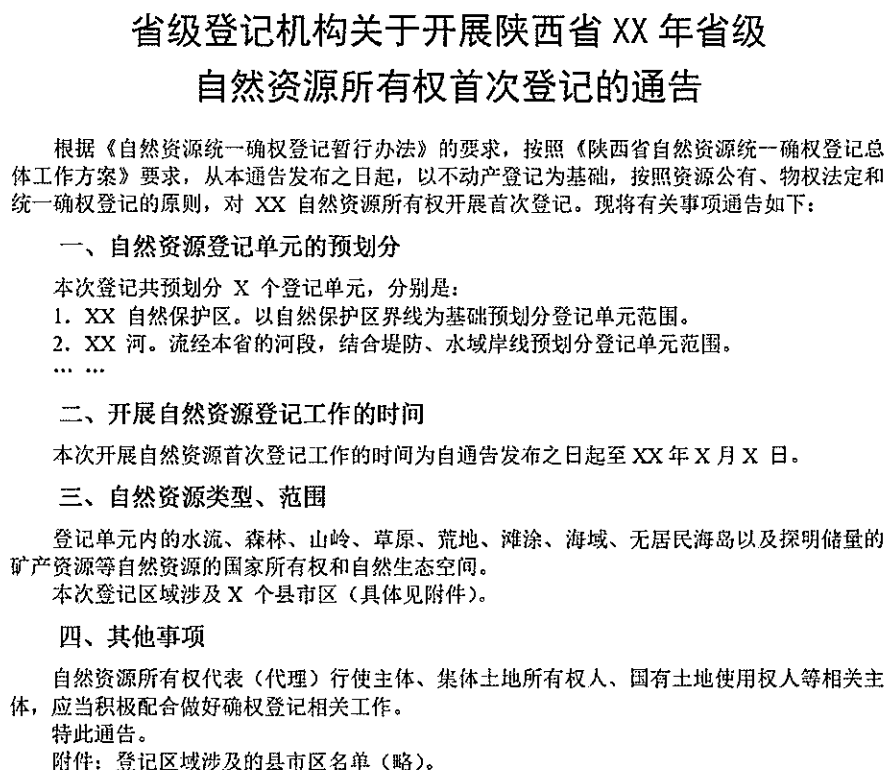 省级登记机构关于开展陕西省 XX 年省级
自然资源所有权首次登记的通告
根据《自然资源统一确权登记暂行办法》的要求，按照《陕西省自然资源统一确权登记总
体工作方案》要求，从本通告发布之日起，以不动产登记为基础，按照资源公有、物权法定和
统一确权登记的原则，对 XX 自然资源所有权开展首次登记。现将有关事项通告如下：
一、自然资源登记单元的预划分
本次登记共预划分 X 个登记单元，分别是：
1．XX 自然保护区。以自然保护区界线为基础预划分登记单元范围。
2．XX 河。流经本省的河段，结合堤防、水域岸线预划分登记单元范围。
… …
二、开展自然资源登记工作的时间
本次开展自然资源首次登记工作的时间为自通告发布之日起至 XX 年 X 月 X 日。
三、自然资源类型、范围
登记单元内的水流、森林、山岭、草原、荒地、滩涂、海域、无居民海岛以及探明储量的
矿产资源等自然资源的国家所有权和自然生态空间。
本次登记区域涉及 X 个县市区（具体见附件）。
四、其他事项
自然资源所有权代表（代理）行使主体、集体土地所有权人、国有土地使用权人等相关主
体，应当积极配合做好确权登记相关工作。
特此通告。
附件：登记区域涉及的县市区名单（略）。